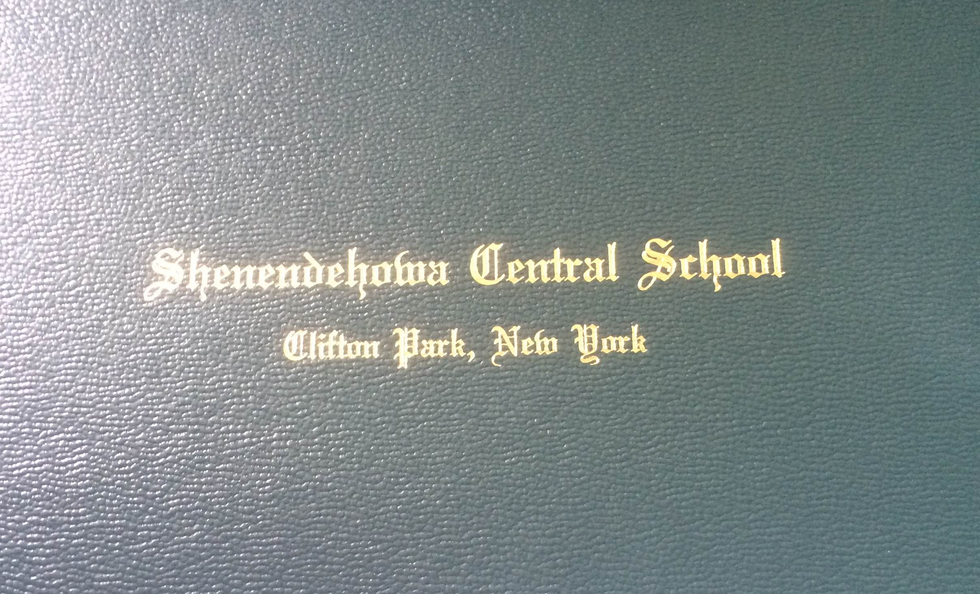 Shenendehowa Central School
Clifton Park, New York